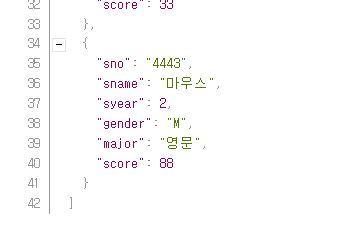 32 "score": 33
33 },
34 {
35 "sno": "4443",
36 "sname": "마우스",
37 "syear": 2,
38 "gender": "M",
39 "major": "영문",
40 "score": 88
41 }
42 ]